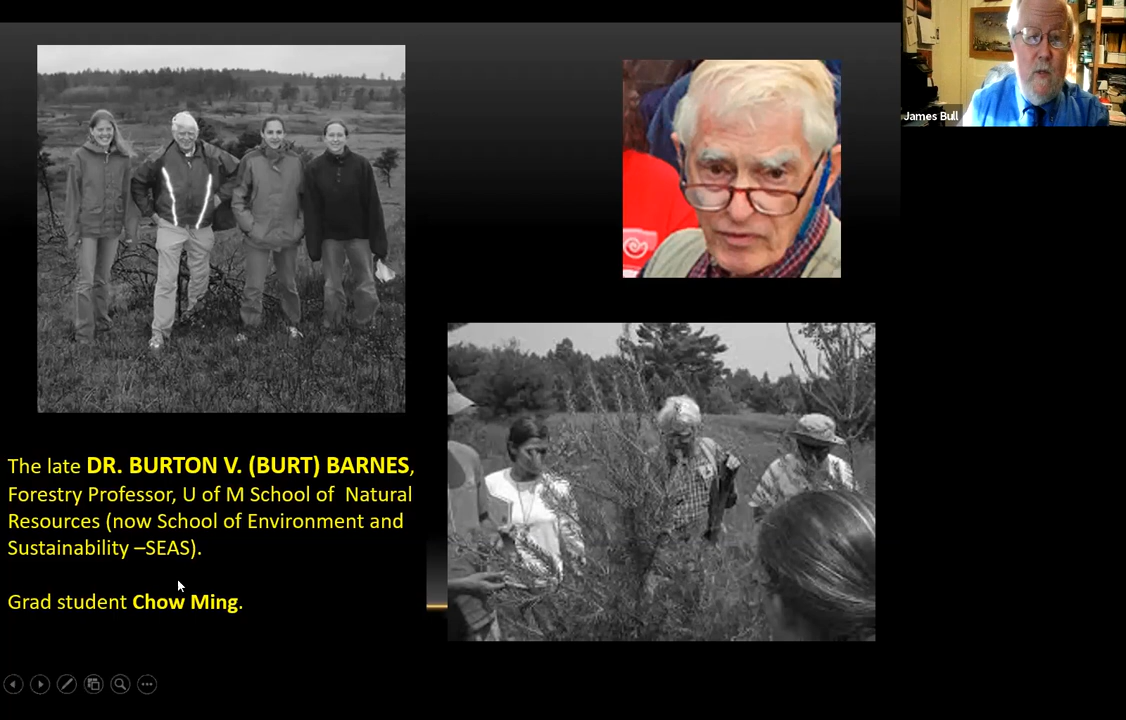 James Bull
The late DR. BURTON V. (BURT) BARNES,
Forestry Professor, U of M School of Natural
Resources (now School of Environment and
Sustainability –SEAS).
Grad student Chow Ming.